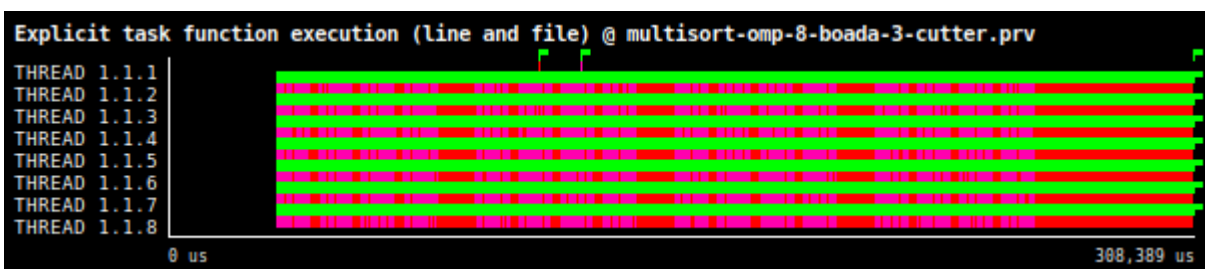 Explicit task function execution (line and file) @ multisort-omp-8-boada-3-cutter.prv
THREAD 1.1.1
THREAD 1.1.2
THREAD 1.1.3
THREAD 1.1.4
THREAD 1.1.5
THREAD 1.1.6
THREAD 1.1.7
THREAD 1.1.8
0 us 308,389 us